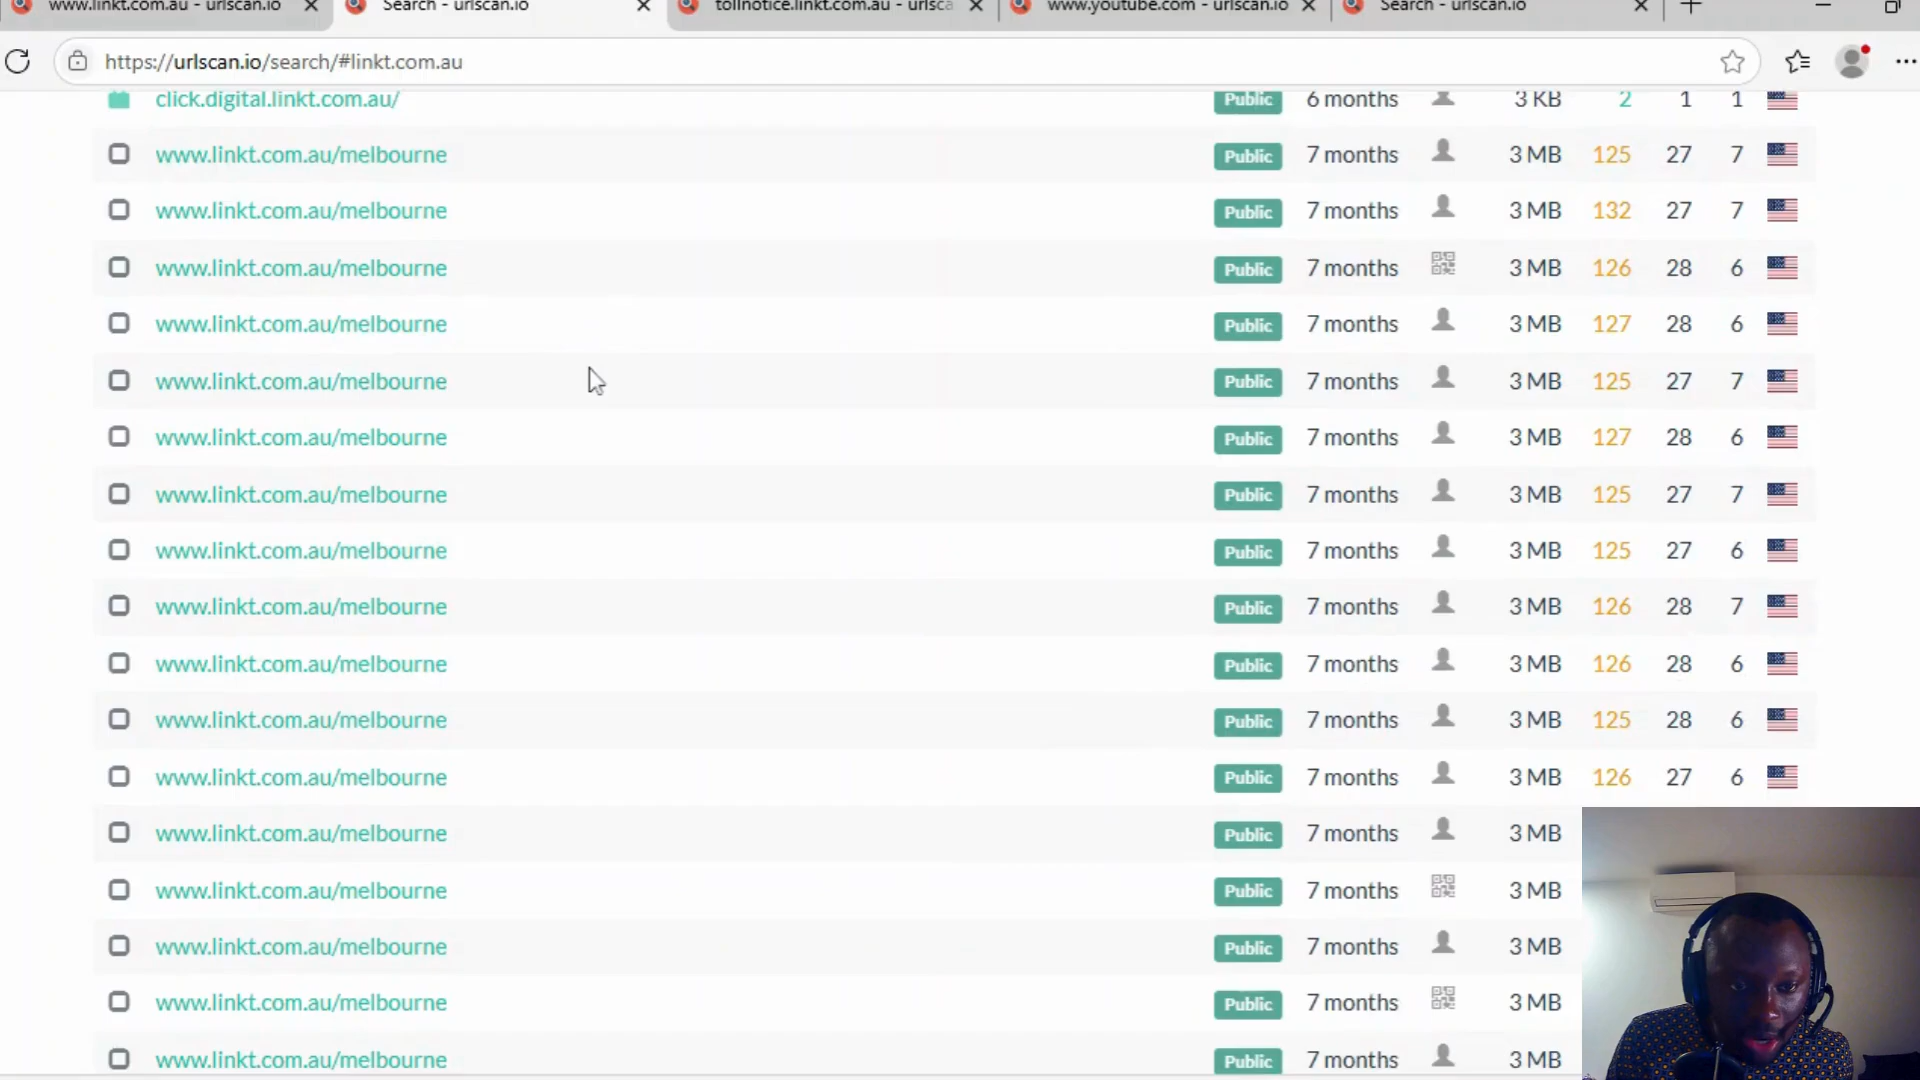 www.linkt.com.au - urlscan.io Search - urlscan.io tollnotice.linkt.com.au - urlsca www.youtube.com - urlscan.io Search - urlscan.io
https://urlscan.io/search/#linkt.com.au
click.digital.linkt.com.au/ Public 6 months 3 KB 2 1 1
www.linkt.com.au/melbourne Public 7 months 3 MB 125 27 7
www.linkt.com.au/melbourne Public 7 months 3 MB 132 27 7
www.linkt.com.au/melbourne Public 7 months 3 MB 126 28 6
www.linkt.com.au/melbourne Public 7 months 3 MB 127 28 6
www.linkt.com.au/melbourne Public 7 months 3 MB 125 27 7
www.linkt.com.au/melbourne Public 7 months 3 MB 127 28 6
www.linkt.com.au/melbourne Public 7 months 3 MB 125 27 7
www.linkt.com.au/melbourne Public 7 months 3 MB 125 27 6
www.linkt.com.au/melbourne Public 7 months 3 MB 126 28 7
www.linkt.com.au/melbourne Public 7 months 3 MB 126 28 6
www.linkt.com.au/melbourne Public 7 months 3 MB 125 28 6
www.linkt.com.au/melbourne Public 7 months 3 MB 126 27 6
www.linkt.com.au/melbourne Public 7 months 3 MB
www.linkt.com.au/melbourne Public 7 months 3 MB
www.linkt.com.au/melbourne Public 7 months 3 MB
www.linkt.com.au/melbourne Public 7 months 3 MB
www.linkt.com.au/melbourne Public 7 months 3 MB